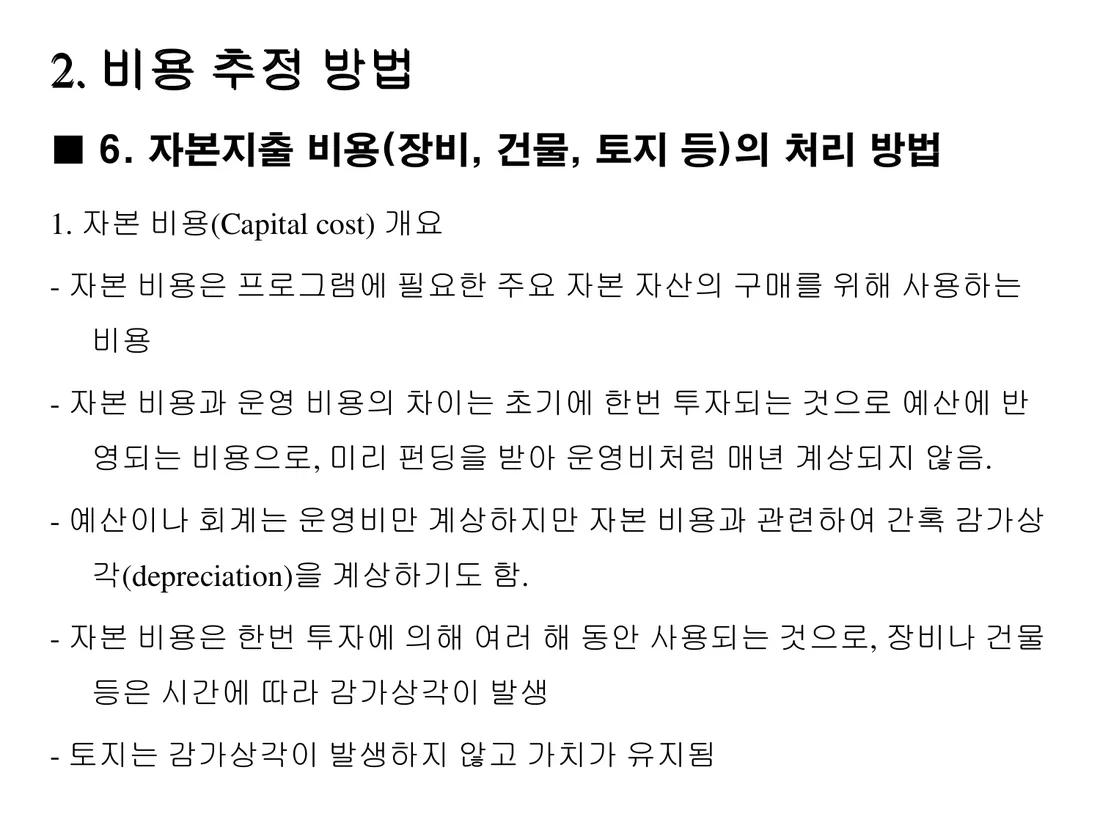 2. 비용 추정 방법
■ 6. 자본지출 비용(장비, 건물, 토지 등)의 처리 방법
1. 자본 비용(Capital cost) 개요
- 자본 비용은 프로그램에 필요한 주요 자본 자산의 구매를 위해 사용하는
비용
- 자본 비용과 운영 비용의 차이는 초기에 한번 투자되는 것으로 예산에 반
영되는 비용으로, 미리 펀딩을 받아 운영비처럼 매년 계상되지 않음.
- 예산이나 회계는 운영비만 계상하지만 자본 비용과 관련하여 간혹 감가상
각(depreciation)을 계상하기도 함.
- 자본 비용은 한번 투자에 의해 여러 해 동안 사용되는 것으로, 장비나 건물
등은 시간에 따라 감가상각이 발생
- 토지는 감가상각이 발생하지 않고 가치가 유지됨